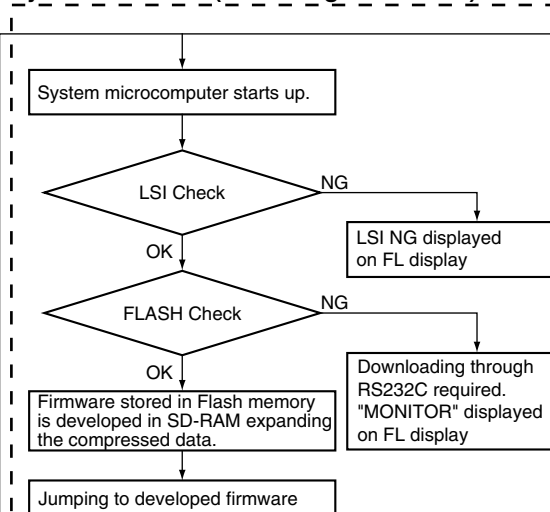 System microcomputer starts up.
LSI Check
NG
LSI NG displayed
on FL display
OK
FLASH Check
NG
Downloading through
RS232C required.
"MONITOR" displayed
on FL display
OK
Firmware stored in Flash memory
is developed in SD-RAM expanding
the compressed data.
Jumping to developed firmware